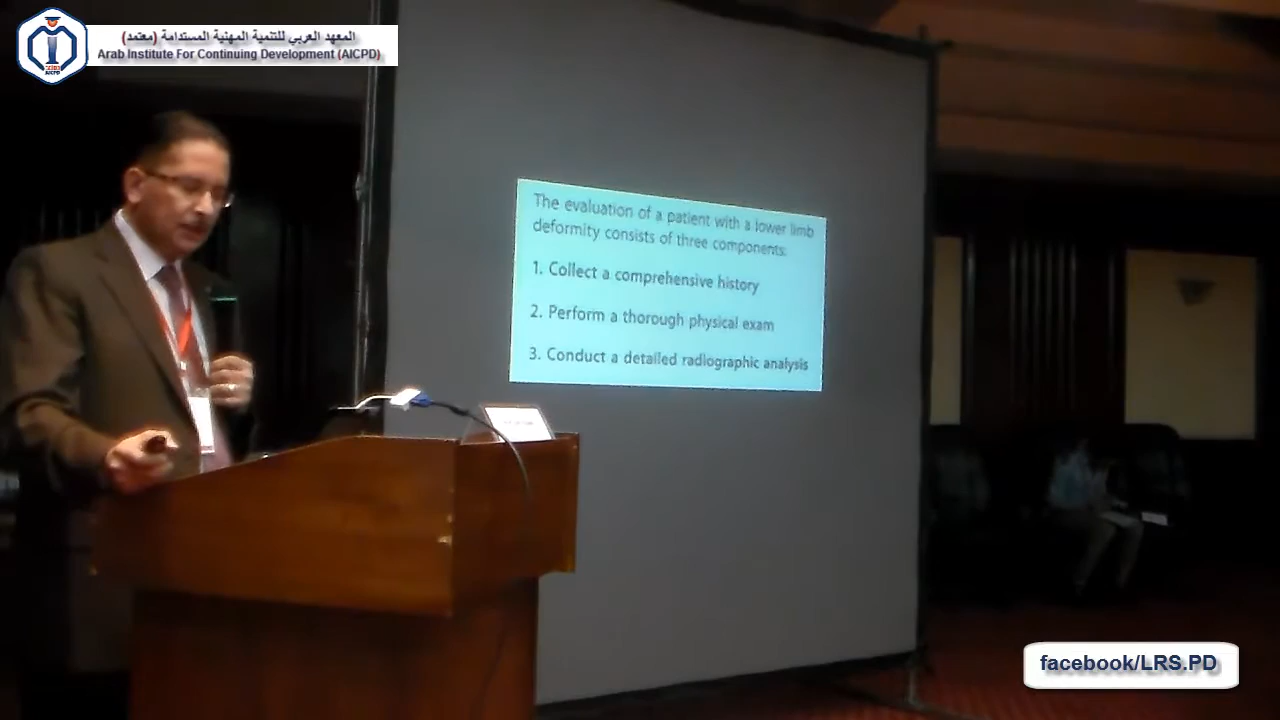 المعهد العربي للتنمية المهنية المستدامة (معتمد)
Arab Institute For Continuing Development (AICPD)
AICPD
The evaluation of a patient with a lower limb
deformity consists of three components:
1. Collect a comprehensive history
2. Perform a thorough physical exam
3. Conduct a detailed radiographic analysis
facebook/LRS.PD